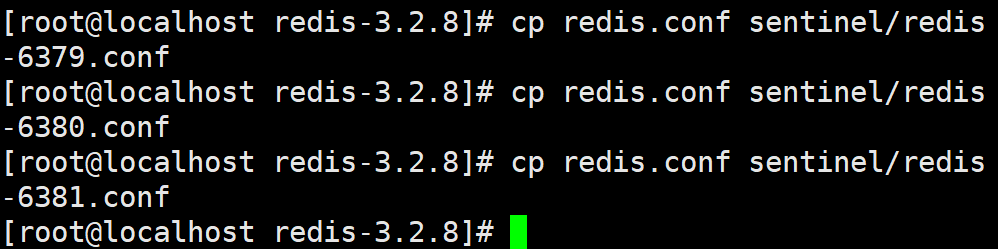 [root@localhost redis-3.2.8]# cp redis.conf sentinel/redis
-6379.conf
[root@localhost redis-3.2.8]# cp redis.conf sentinel/redis
-6380.conf
[root@localhost redis-3.2.8]# cp redis.conf sentinel/redis
-6381.conf
[root@localhost redis-3.2.8]#